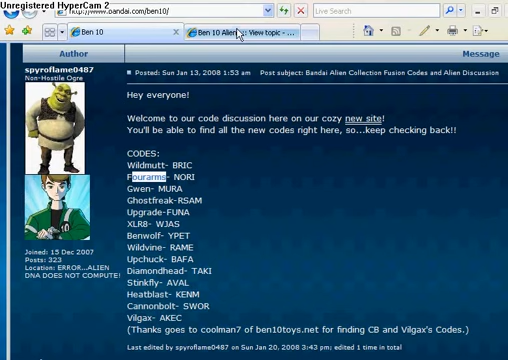 Unregistered HyperCam 2
http://www.bandai.com/ben10/
Live Search
Ben 10
Ben 10 Alien :: View topic - ...
Author
Message
spyroflame0487
Non-Hostile Ogre
Posted: Sun Jan 13, 2008 1:53 am Post subject: Bandai Alien Collection Fusion Codes and Alien Discussion
Hey everyone!
Welcome to our code discussion here on our cozy new site!
You'll be able to find all the new codes right here, so...keep checking back!!
CODES:
Wildmutt- BRIC
Fourarms- NORI
Gwen- MURA
Ghostfreak-RSAM
Upgrade-FUNA
XLR8- WJAS
Benwolf- YPET
Wildvine- RAME
Upchuck- BAFA
Diamondhead- TAKI
Stinkfly- AVAL
Heatblast- KENM
Cannonbolt- SWOR
Vilgax- AKEC
(Thanks goes to coolman7 of ben10toys.net for finding CB and Vilgax's Codes.)
Joined: 15 Dec 2007
Posts: 323
Location: ERROR...ALIEN
DNA DOES NOT COMPUTE!
Last edited by spyroflame0487 on Sun Jan 20, 2008 3:43 pm; edited 1 time in total